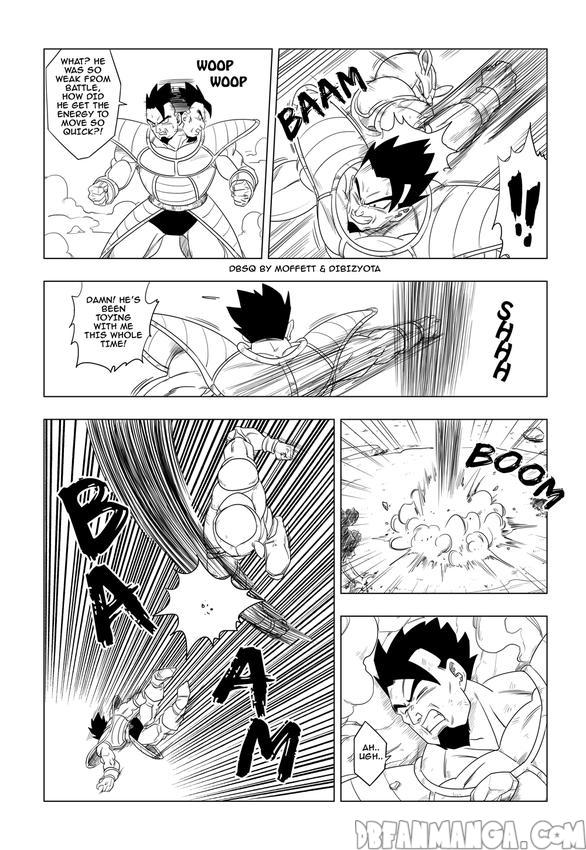 WHAT? HE
WAS SO
WEAK FROM
BATTLE,
HOW DID
HE GET THE
ENERGY TO
MOVE SO
QUICK?!
WOOP
WOOP
BAAM
!!
DBSQ BY MOFFETT & DIBIZYOTA
DAMN! HE'S
BEEN
TOYING
WITH ME
THIS WHOLE
TIME!
SHHH
BAAM
BOOM
AH..
UGH..
DBFANMANGA.COM